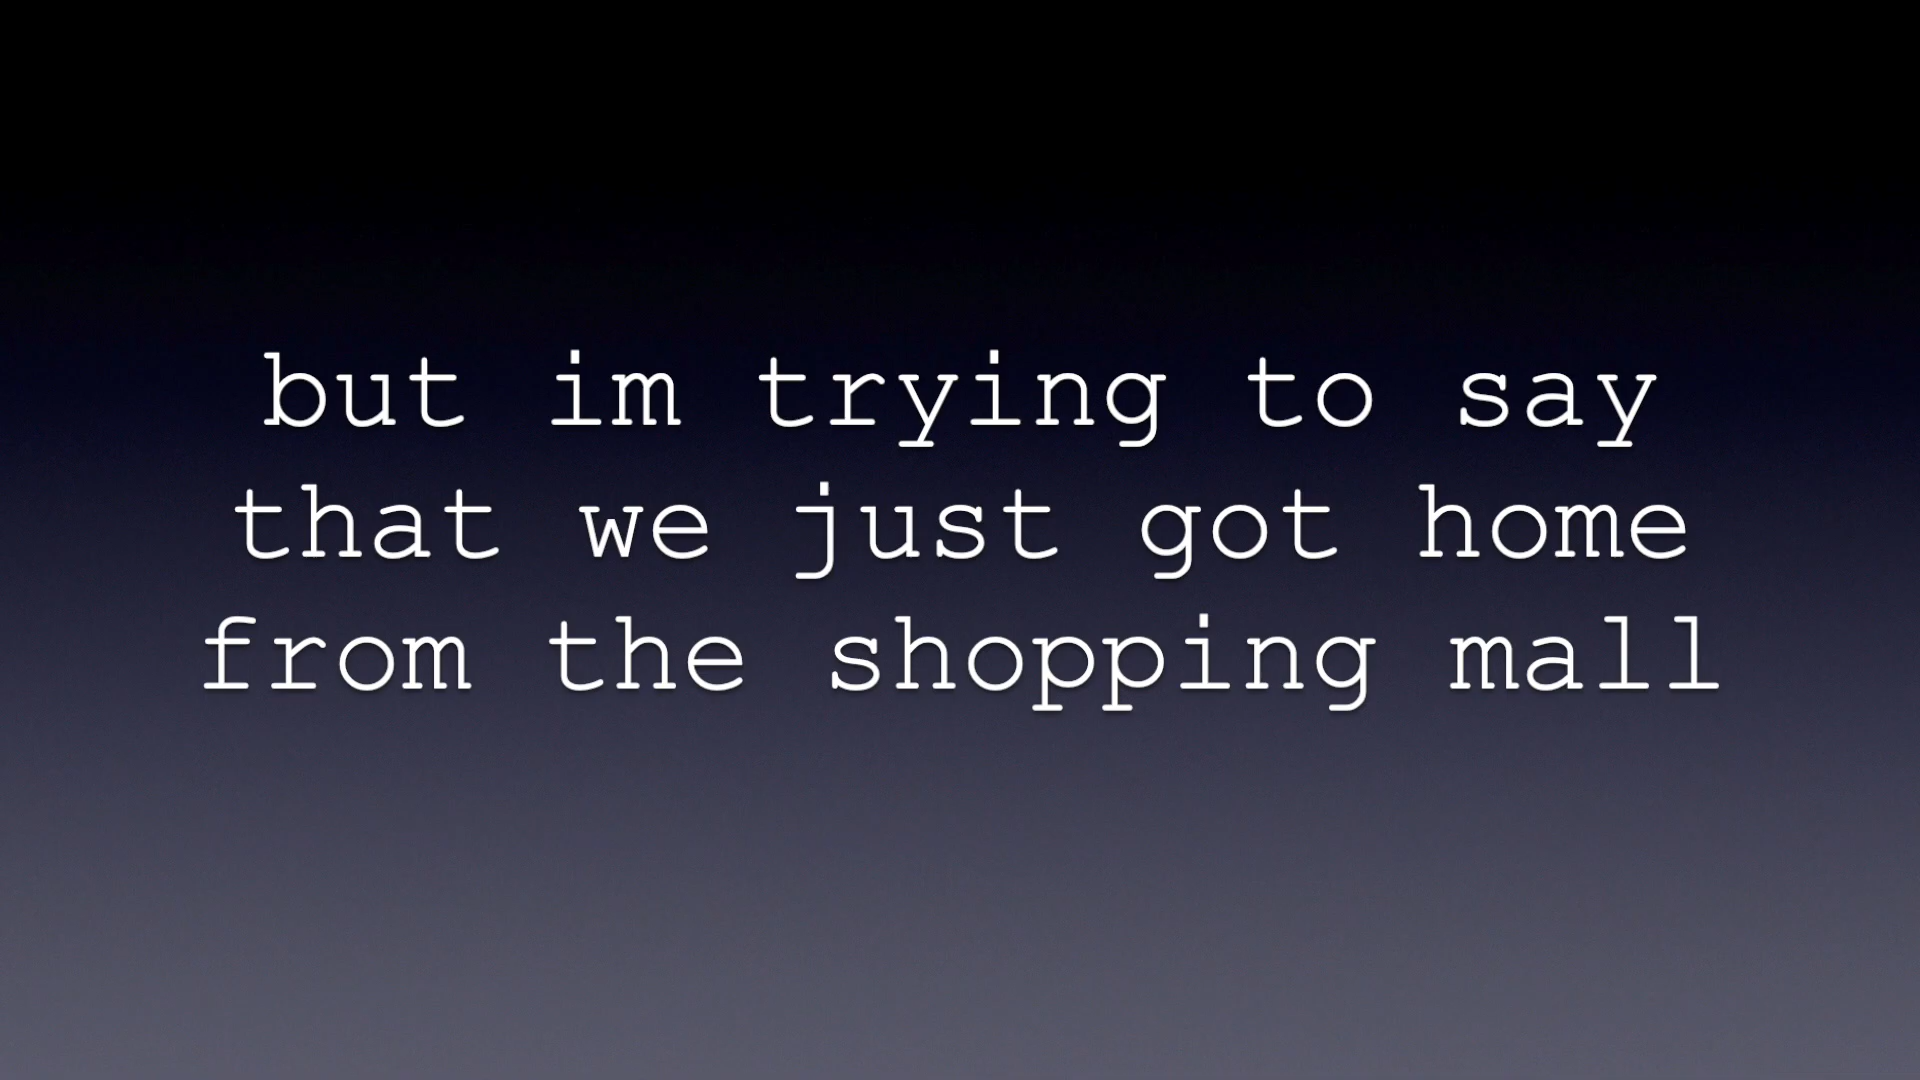 but im trying to say
that we just got home
from the shopping mall